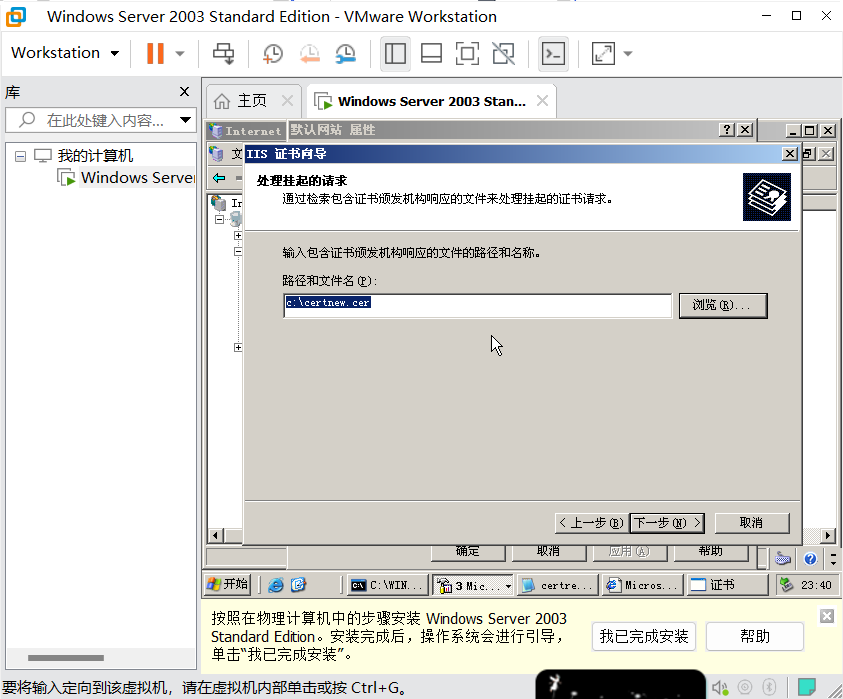 Windows Server 2003 Standard Edition - VMware Workstation
Workstation
库
主页
Windows Server 2003 Stan...
在此处键入内容...
我的计算机
Windows Server
Internet
默认网站 属性
文
IIS 证书向导
处理挂起的请求
通过检索包含证书颁发机构响应的文件来处理挂起的证书请求。
In
输入包含证书颁发机构响应的文件的路径和名称。
路径和文件名(P):
c:\certnew.cer
浏览(R)...
< 上一步(B)
下一步(N) >
取消
确定
取消
应用(A)
帮助
开始
C:\WIN...
3 Mic...
certre...
Micros...
证书
23:40
按照在物理计算机中的步骤安装 Windows Server 2003
Standard Edition。安装完成后，操作系统会进行引导，
单击“我已完成安装”。
我已完成安装
帮助
要将输入定向到该虚拟机，请在虚拟机内部单击或按 Ctrl+G。